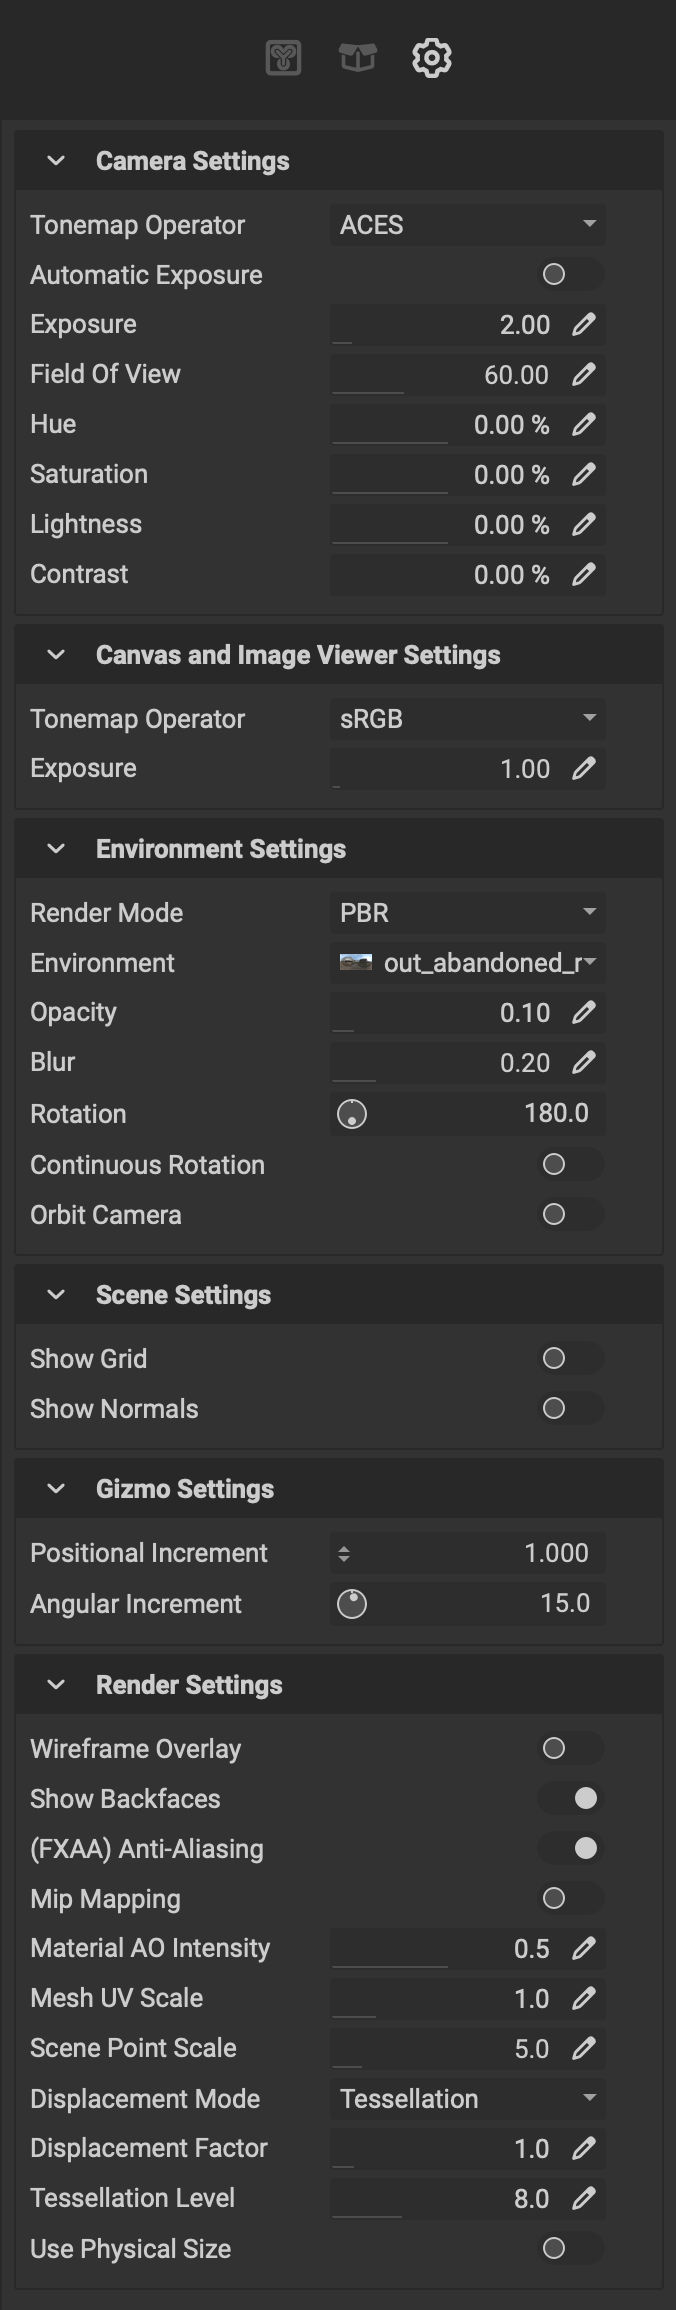 Camera Settings
Tonemap Operator ACES
Automatic Exposure
Exposure 2.00
Field Of View 60.00
Hue 0.00 %
Saturation 0.00 %
Lightness 0.00 %
Contrast 0.00 %
Canvas and Image Viewer Settings
Tonemap Operator sRGB
Exposure 1.00
Environment Settings
Render Mode PBR
Environment out_abandoned_r
Opacity 0.10
Blur 0.20
Rotation 180.0
Continuous Rotation
Orbit Camera
Scene Settings
Show Grid
Show Normals
Gizmo Settings
Positional Increment 1.000
Angular Increment 15.0
Render Settings
Wireframe Overlay
Show Backfaces
(FXAA) Anti-Aliasing
Mip Mapping
Material AO Intensity 0.5
Mesh UV Scale 1.0
Scene Point Scale 5.0
Displacement Mode Tessellation
Displacement Factor 1.0
Tessellation Level 8.0
Use Physical Size